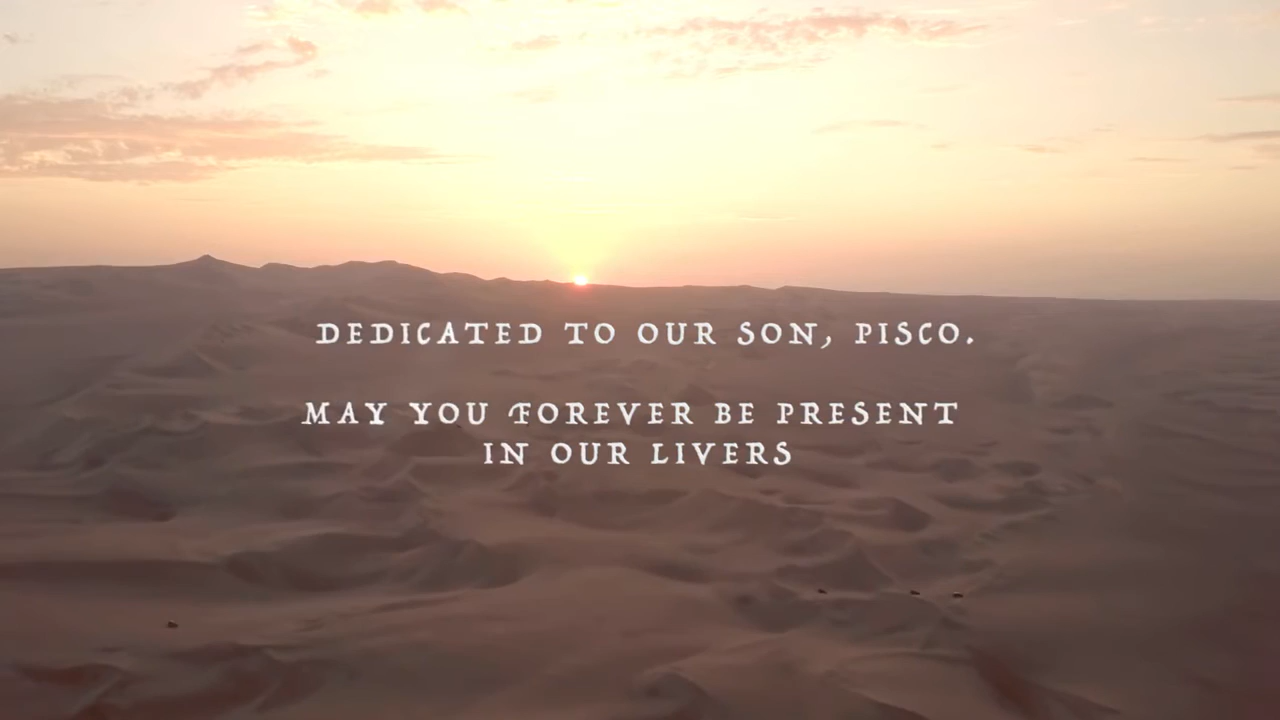 DEDICATED TO OUR SON, PISCO.
MAY YOU FOREVER BE PRESENT
IN OUR LIVERS